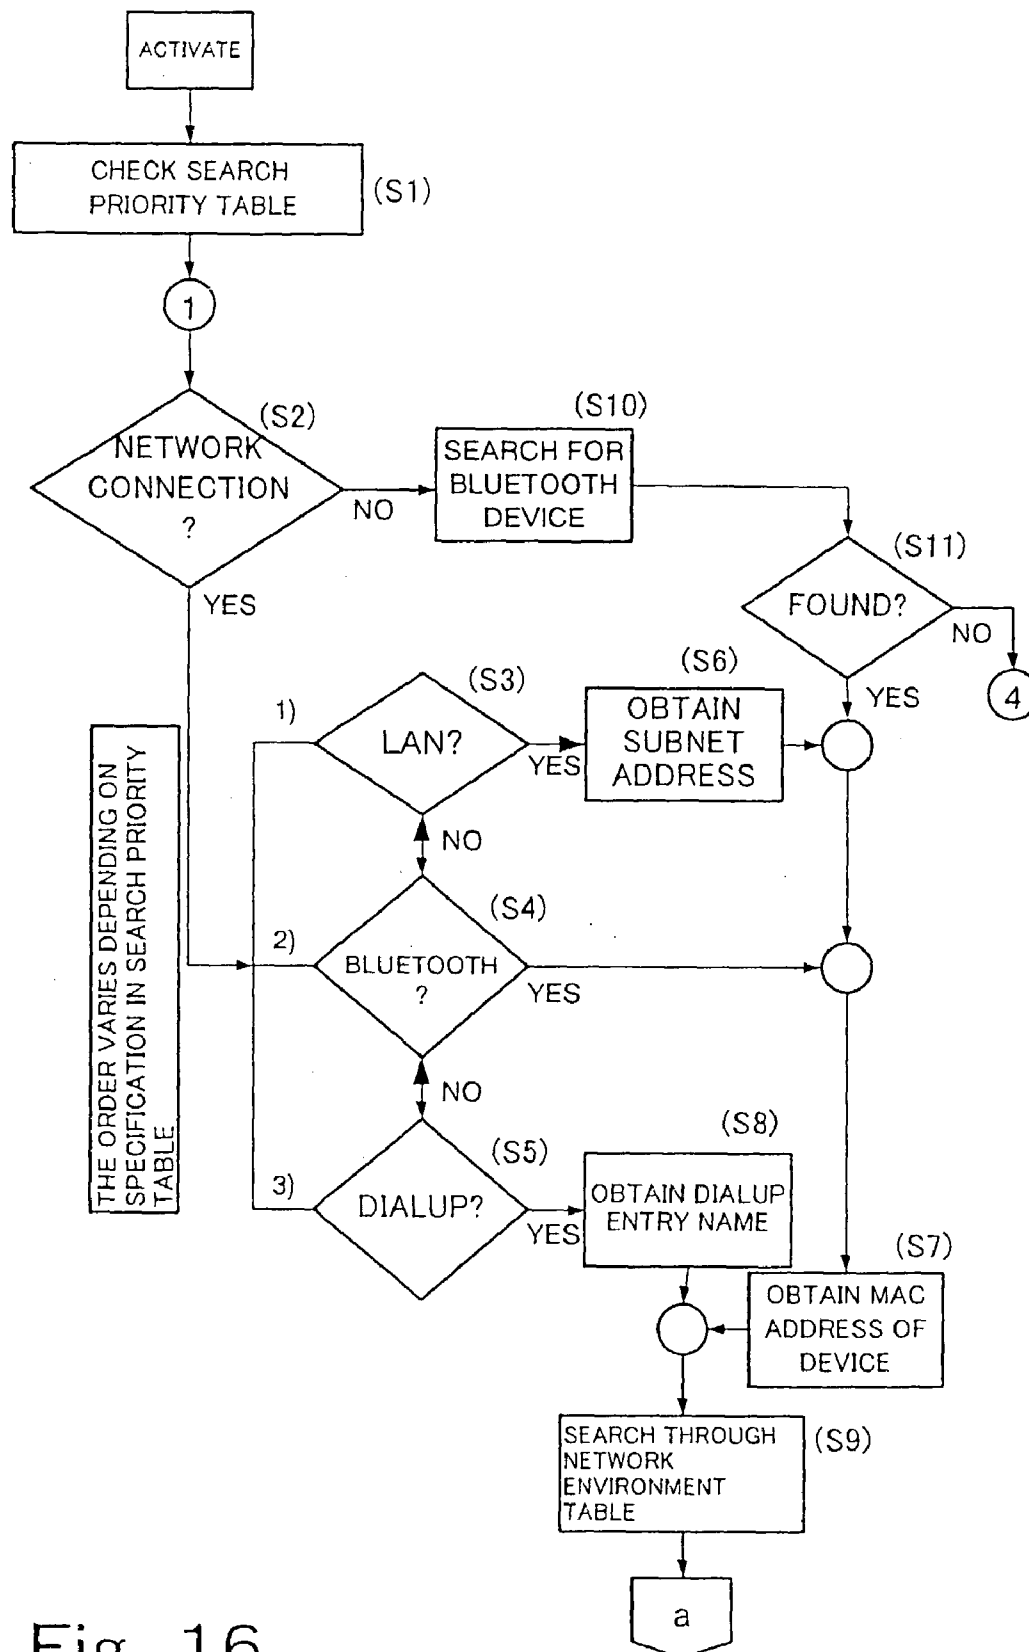 ACTIVATE
CHECK SEARCH
PRIORITY TABLE
(S1)
1
(S2)
NETWORK
CONNECTION
?
NO
YES
(S10)
SEARCH FOR
BLUETOOTH
DEVICE
(S11)
FOUND?
NO
YES
4
THE ORDER VARIES DEPENDING ON
SPECIFICATION IN SEARCH PRIORITY
TABLE
1)
(S3)
LAN?
YES
NO
(S6)
OBTAIN
SUBNET
ADDRESS
2)
(S4)
BLUETOOTH
?
YES
NO
3)
(S5)
DIALUP?
YES
(S8)
OBTAIN DIALUP
ENTRY NAME
(S7)
OBTAIN MAC
ADDRESS OF
DEVICE
(S9)
SEARCH THROUGH
NETWORK
ENVIRONMENT
TABLE
a
Fig. 16